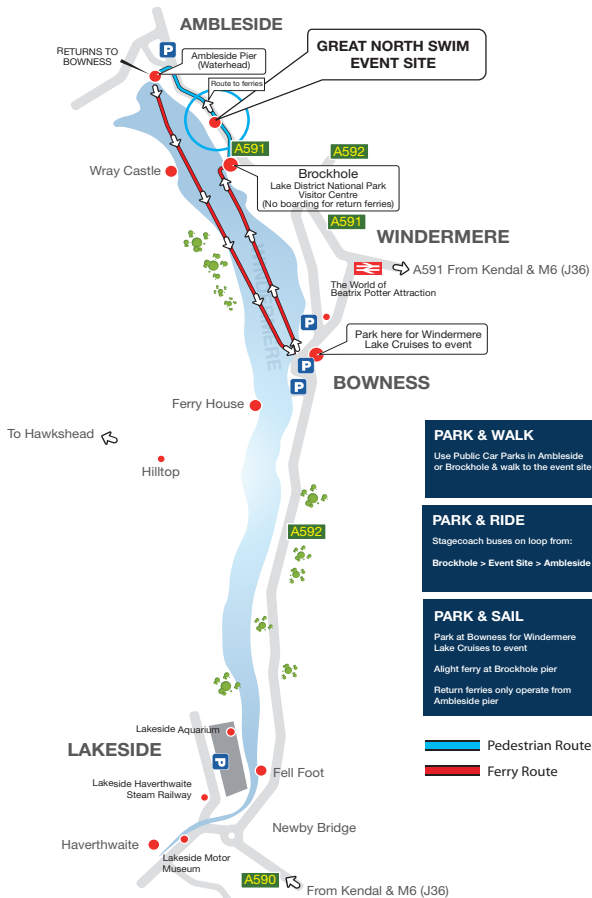 AMBLESIDE
P
RETURNS TO
BOWNESS
Ambleside Pier
(Waterhead)
GREAT NORTH SWIM
EVENT SITE
Route to ferries
A591
A592
Wray Castle
Brockhole
Lake District National Park
Visitor Centre
(No boarding for return ferries)
A591
WINDERMERE
A591 From Kendal & M6 (J36)
The World of
Beatrix Potter Attraction
WINDERMERE
P
Park here for Windermere
Lake Cruises to event
P
P
BOWNESS
Ferry House
To Hawkshead
Hilltop
A592
PARK & WALK
Use Public Car Parks in Ambleside
or Brockhole & walk to the event site
PARK & RIDE
Stagecoach buses on loop from:
Brockhole > Event Site > Ambleside
PARK & SAIL
Park at Bowness for Windermere
Lake Cruises to event
Alight ferry at Brockhole pier
Return ferries only operate from
Ambleside pier
Pedestrian Route
Ferry Route
Lakeside Aquarium
LAKESIDE
P
Fell Foot
Lakeside Haverthwaite
Steam Railway
Newby Bridge
Haverthwaite
Lakeside Motor
Museum
A590
From Kendal & M6 (J36)